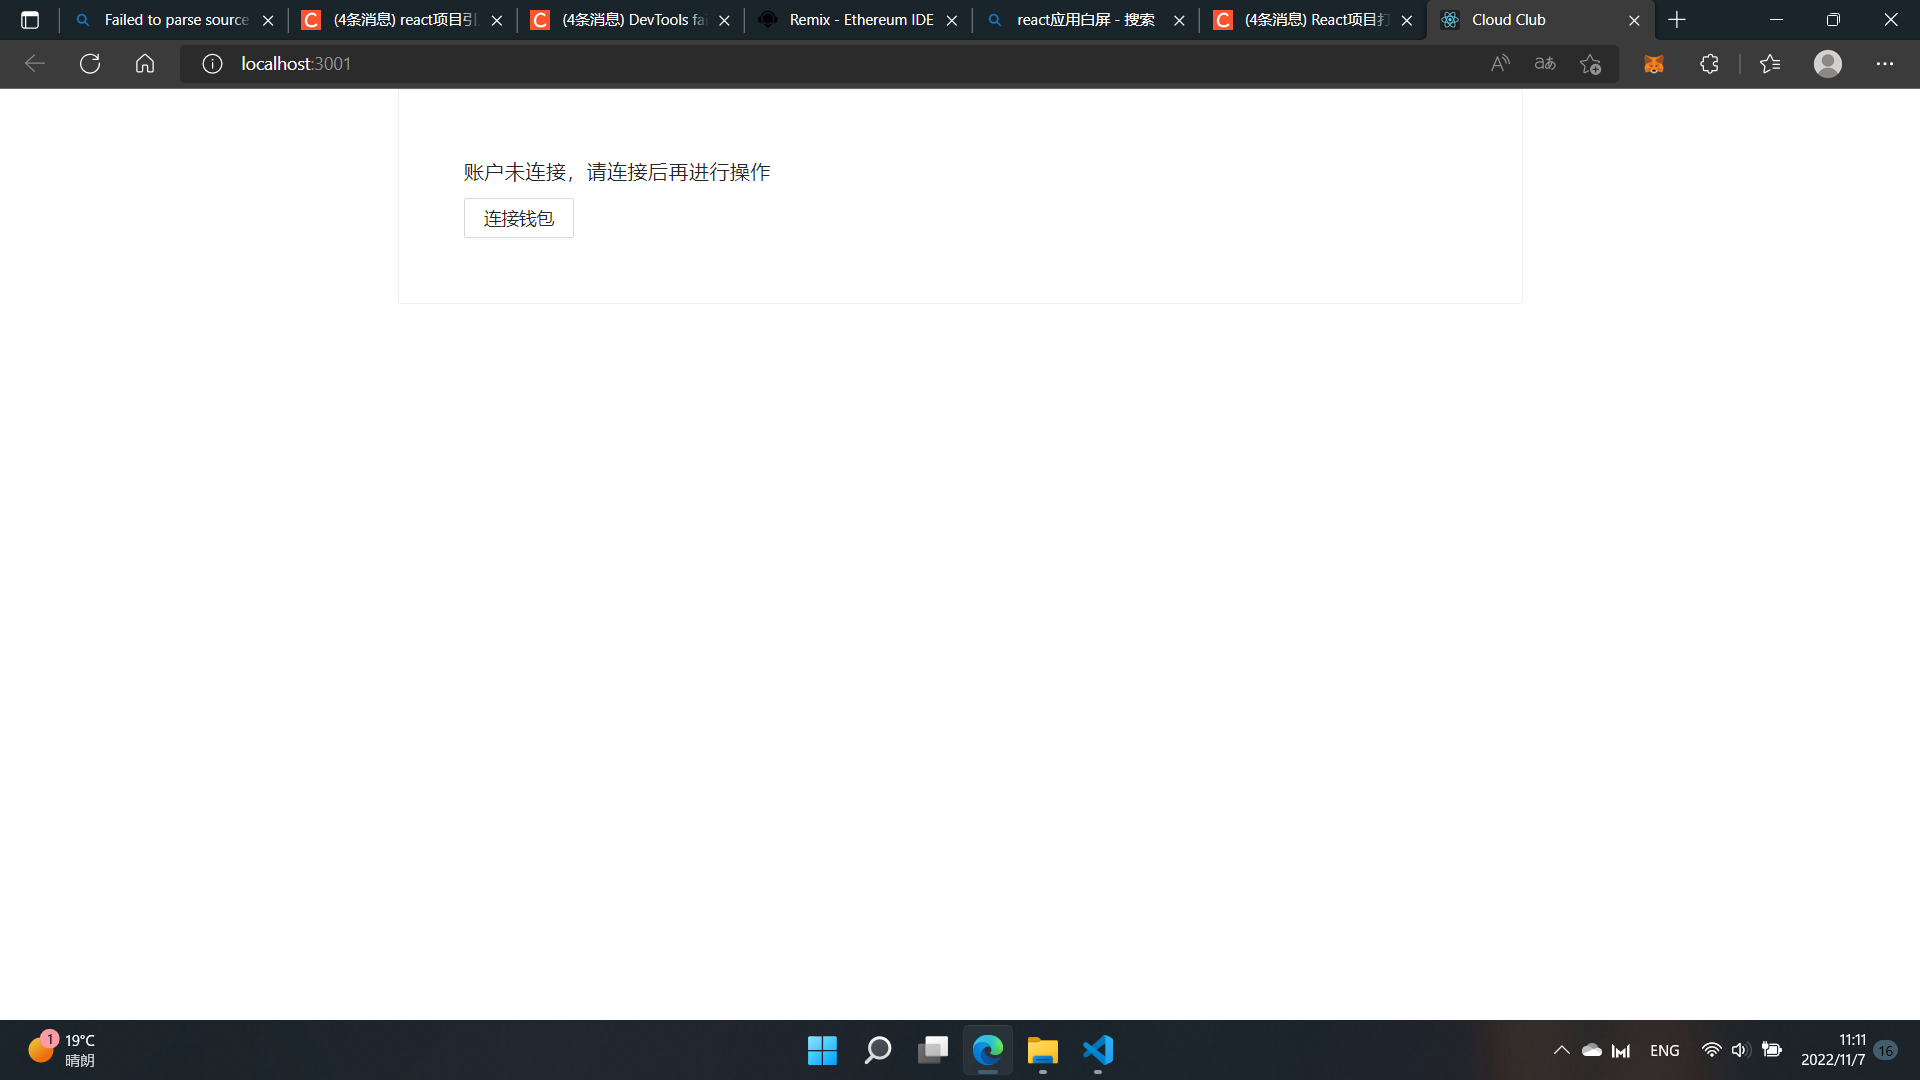 Failed to parse source
(4条消息) react项目引
(4条消息) DevTools fai
Remix - Ethereum IDE
react应用白屏 - 搜索
(4条消息) React项目打
Cloud Club
localhost:3001
账户未连接，请连接后再进行操作
连接钱包
1
19°C
晴朗
ENG
11:11
2022/11/7
16